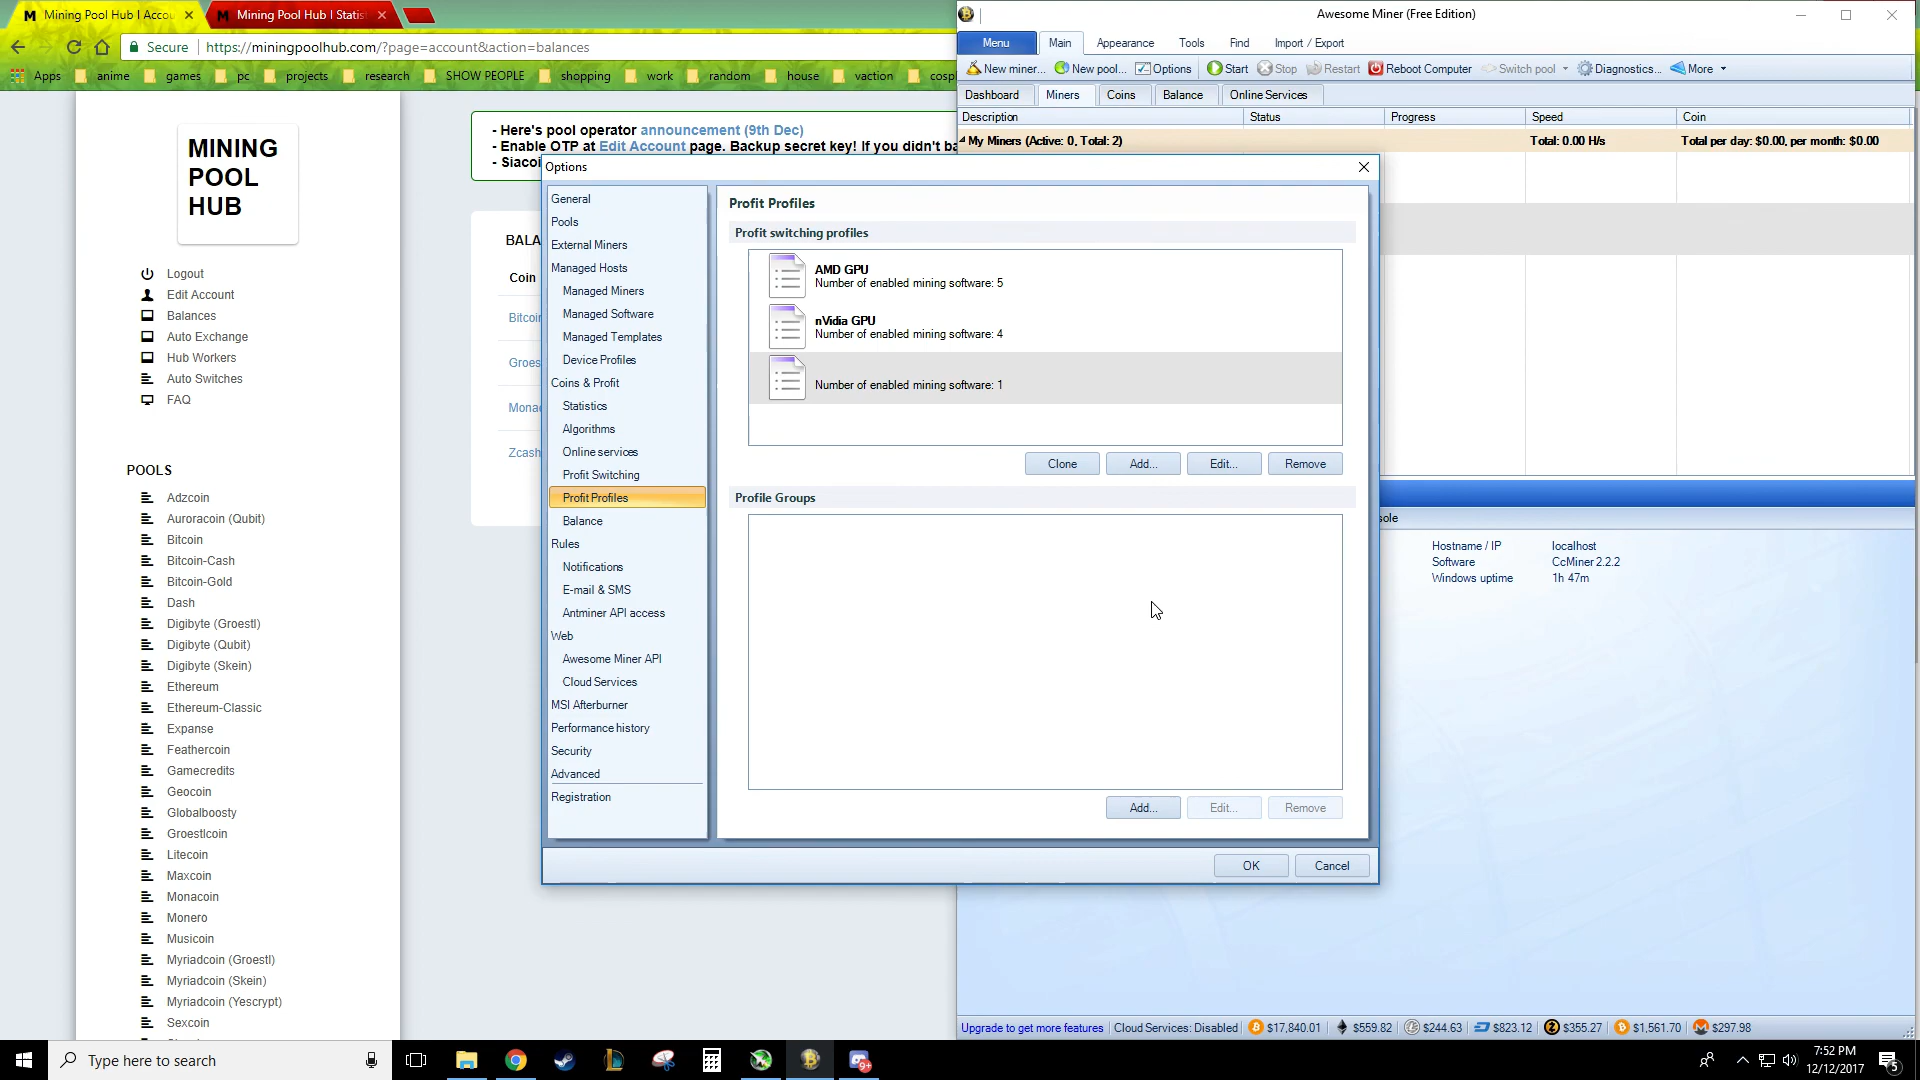 Mining Pool Hub | Accou
Mining Pool Hub | Statist
Secure
https://miningpoolhub.com/?page=account&action=balances
Apps
anime
games
pc
projects
research
SHOW PEOPLE
shopping
work
random
house
vaction
MINING
POOL
HUB
Logout
Edit Account
Balances
Auto Exchange
Hub Workers
Auto Switches
FAQ
POOLS
Adzcoin
Auroracoin (Qubit)
Bitcoin
Bitcoin-Cash
Bitcoin-Gold
Dash
Digibyte (Groestl)
Digibyte (Qubit)
Digibyte (Skein)
Ethereum
Ethereum-Classic
Expanse
Feathercoin
Gamecredits
Geocoin
Globalboosty
Groestlcoin
Litecoin
Maxcoin
Monacoin
Monero
Musicoin
Myriadcoin (Groestl)
Myriadcoin (Skein)
Myriadcoin (Yescrypt)
Sexcoin
- Here's pool operator announcement (9th Dec)
- Enable OTP at Edit Account page. Backup secret key! If you didn't ba
- Siacoi
BALA
Coin
Bitcoin
Groest
Monac
Zcash
Awesome Miner (Free Edition)
Menu
Main
Appearance
Tools
Find
Import / Export
New miner...
New pool...
Options
Start
Stop
Restart
Reboot Computer
Switch pool
Diagnostics...
More
Dashboard
Miners
Coins
Balance
Online Services
Description
Status
Progress
Speed
Coin
My Miners (Active: 0, Total: 2)
Total: 0.00 H/s
Total per day: $0.00, per month: $0.00
Options
General
Pools
External Miners
Managed Hosts
Managed Miners
Managed Software
Managed Templates
Device Profiles
Coins & Profit
Statistics
Algorithms
Online services
Profit Switching
Profit Profiles
Balance
Rules
Notifications
E-mail & SMS
Antminer API access
Web
Awesome Miner API
Cloud Services
MSI Afterburner
Performance history
Security
Advanced
Registration
Profit Profiles
Profit switching profiles
AMD GPU
Number of enabled mining software: 5
nVidia GPU
Number of enabled mining software: 4
Number of enabled mining software: 1
Clone
Add...
Edit...
Remove
Profile Groups
Add...
Edit...
Remove
OK
Cancel
sole
Hostname / IP
localhost
Software
CcMiner 2.2.2
Windows uptime
1h 47m
Upgrade to get more features
Cloud Services: Disabled
$17,840.01
$559.82
$244.63
$823.12
$355.27
$1,561.70
$297.98
Type here to search
9+
7:52 PM
12/12/2017
5